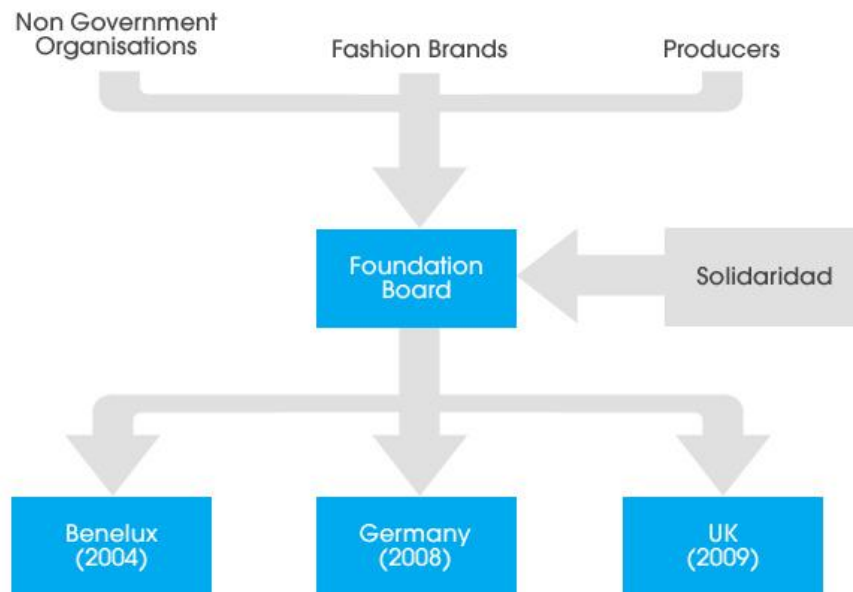 Non Government
Organisations
Fashion Brands
Producers
Foundation
Board
Solidaridad
Benelux
(2004)
Germany
(2008)
UK
(2009)